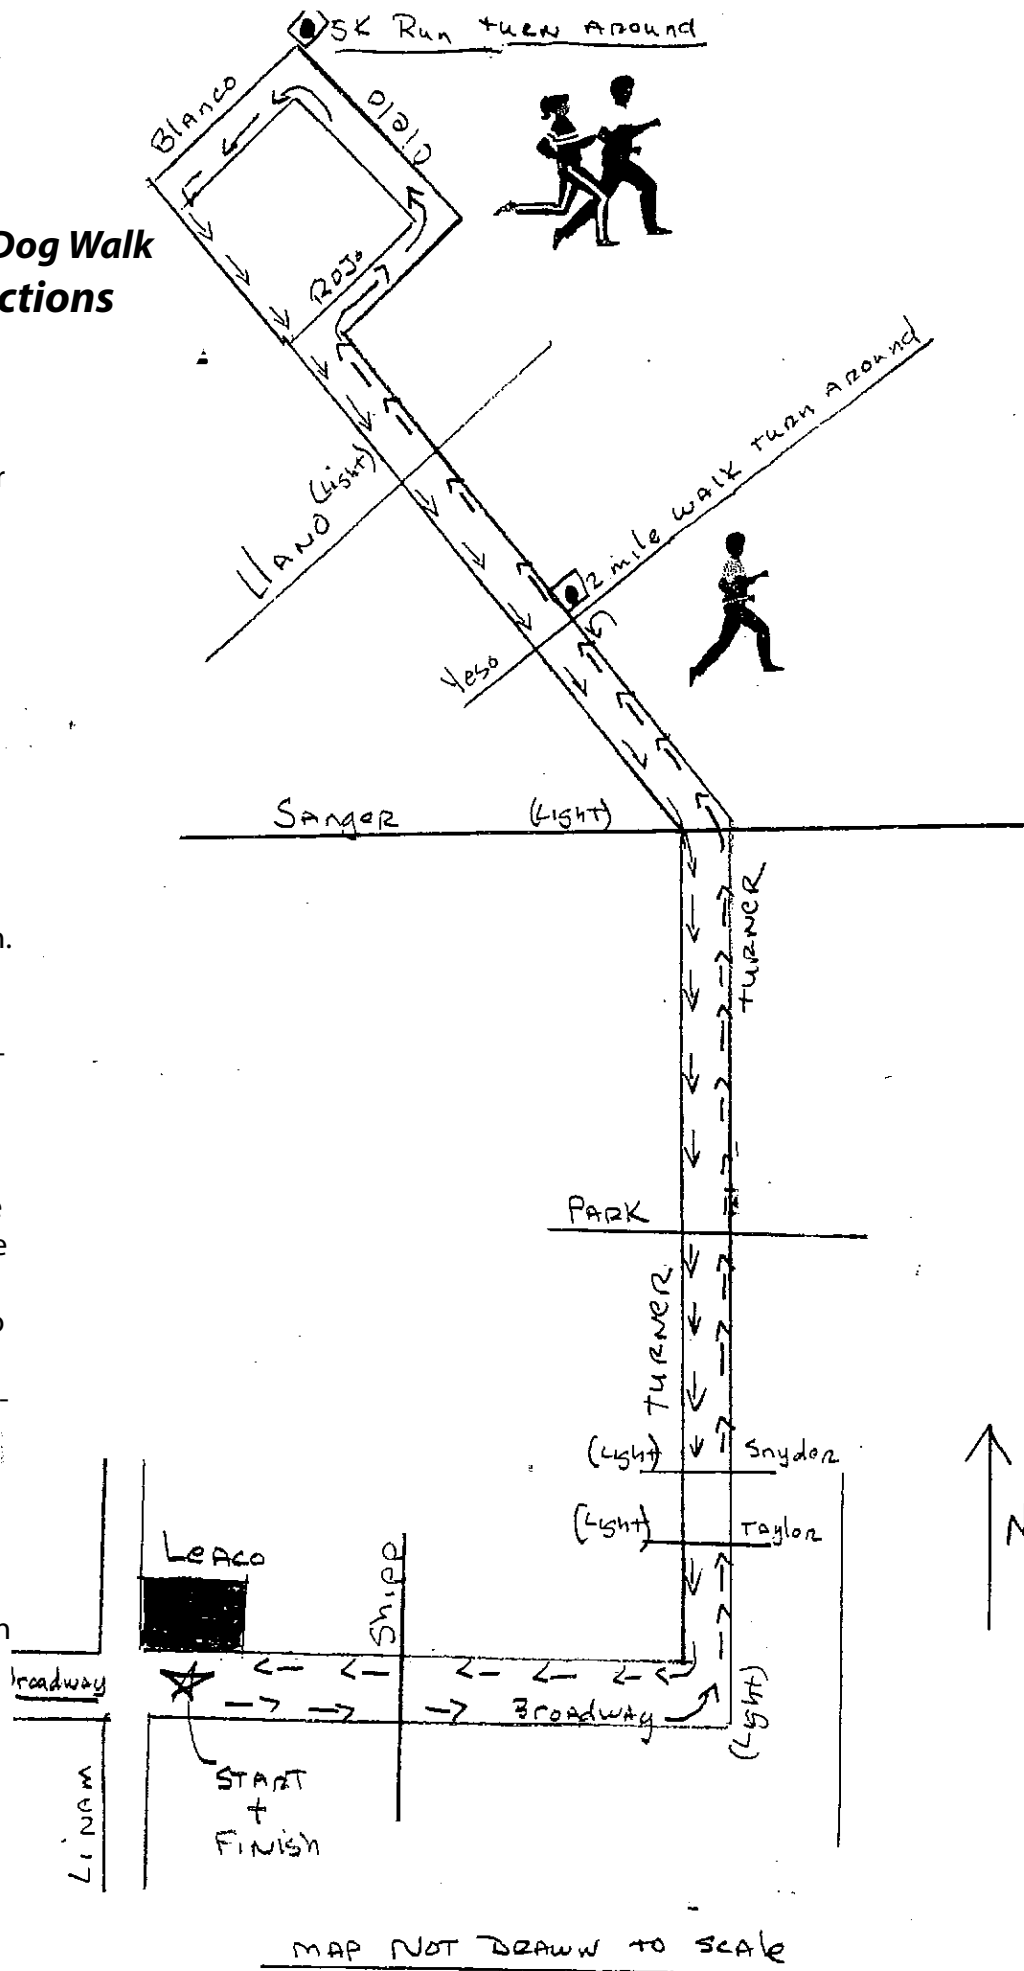 5K Run turn Around
Blanco
Cielo
Dog Walk
ctions
Rojo
LLANO (Light)
2 mile WALK turn AROUND
Yeso
Sanger (Light)
TURNER
PARK
TURNER
(Light) Snyder
(Light) Taylor
Leaco
Shipp
Broadway
Broadway
(Light)
START
+
Finish
Linam
N
MAP NOT DRAWN to SCAle